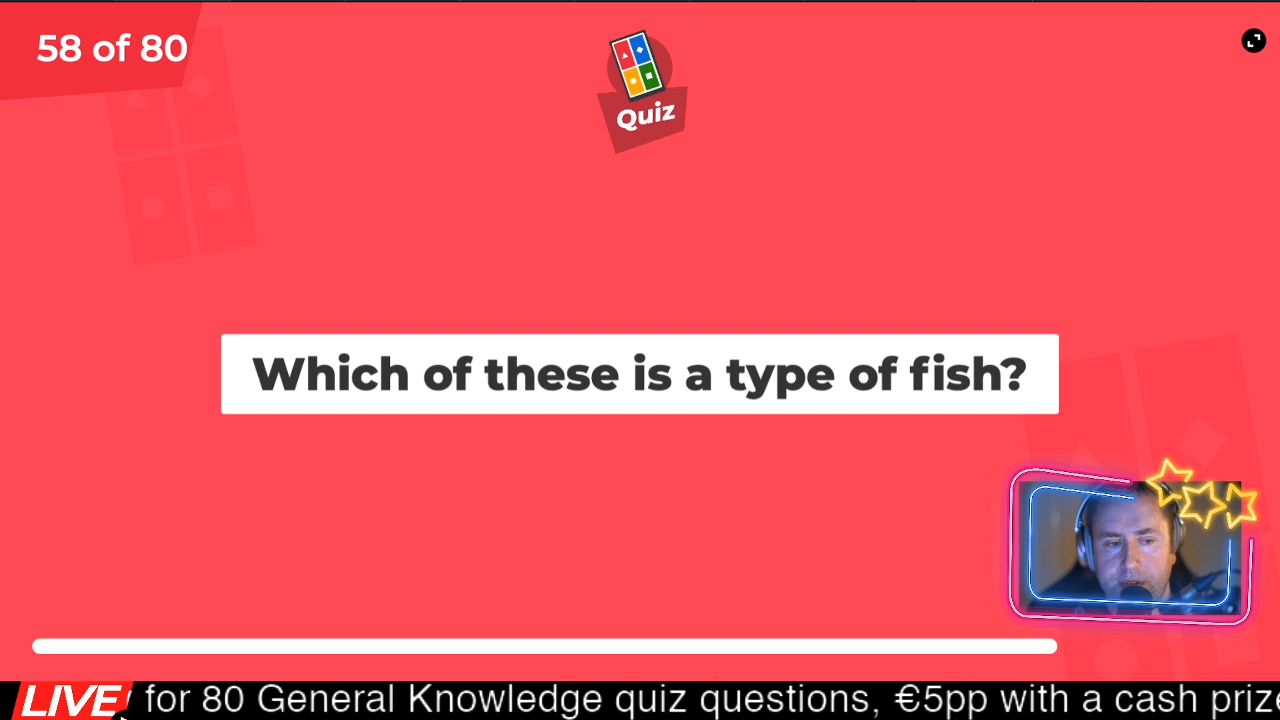 58 of 80
Quiz
Which of these is a type of fish?
LIVE for 80 General Knowledge quiz questions, €5pp with a cash prize